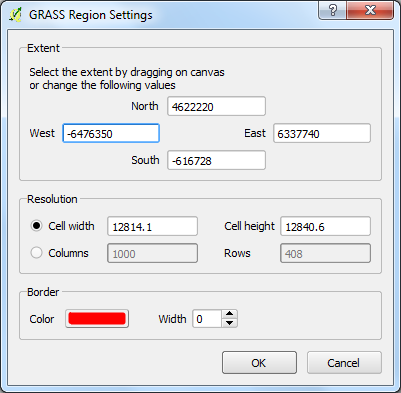 GRASS Region Settings
Extent
Select the extent by dragging on canvas
or change the following values
North 4622220
West -6476350 East 6337740
South -616728
Resolution
Cell width 12814.1 Cell height 12840.6
Columns 1000 Rows 408
Border
Color Width 0
OK Cancel